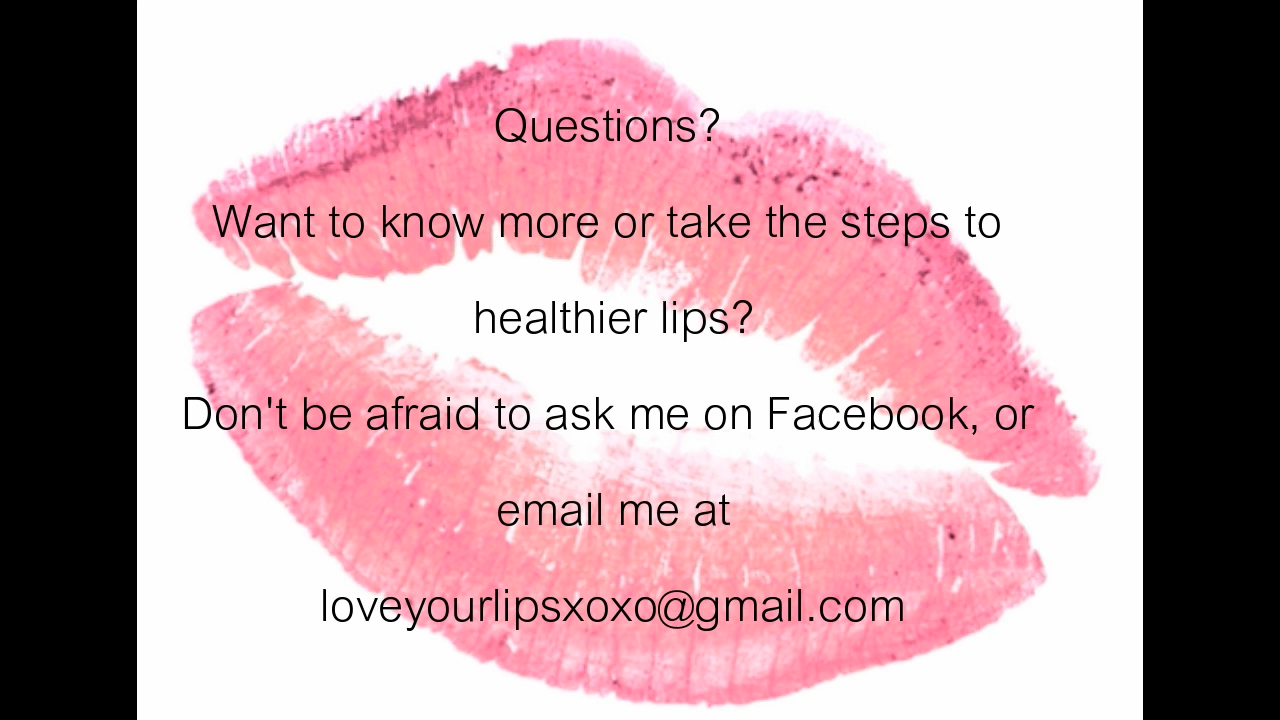 Questions?
Want to know more or take the steps to
healthier lips?
Don't be afraid to ask me on Facebook, or
email me at
loveyourlipsxoxo@gmail.com